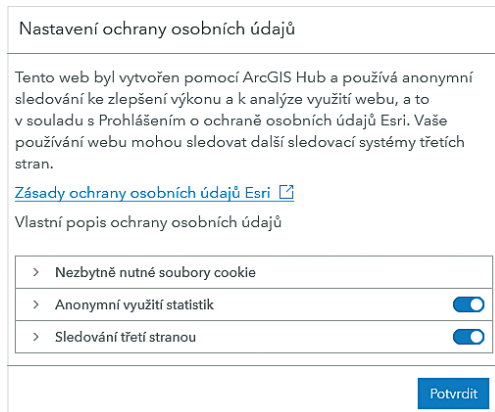 Nastavení ochrany osobních údajů
Tento web byl vytvořen pomocí ArcGIS Hub a používá anonymní
sledování ke zlepšení výkonu a k analýze využití webu, a to
v souladu s Prohlášením o ochraně osobních údajů Esri. Vaše
používání webu mohou sledovat další sledovací systémy třetích
stran.
Zásady ochrany osobních údajů Esri
Vlastní popis ochrany osobních údajů
Nezbytně nutné soubory cookie
Anonymní využití statistik
Sledování třetí stranou
Potvrdit